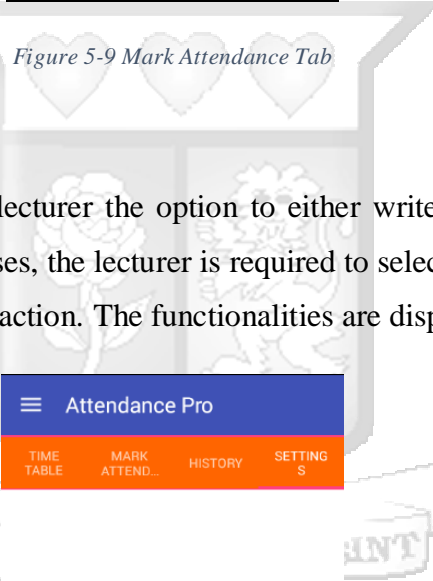 Figure 5-9 Mark Attendance Tab
lecturer the option to either write
ses, the lecturer is required to selec
action. The functionalities are disp
Attendance Pro
TIME TABLE MARK ATTEND... HISTORY SETTING S